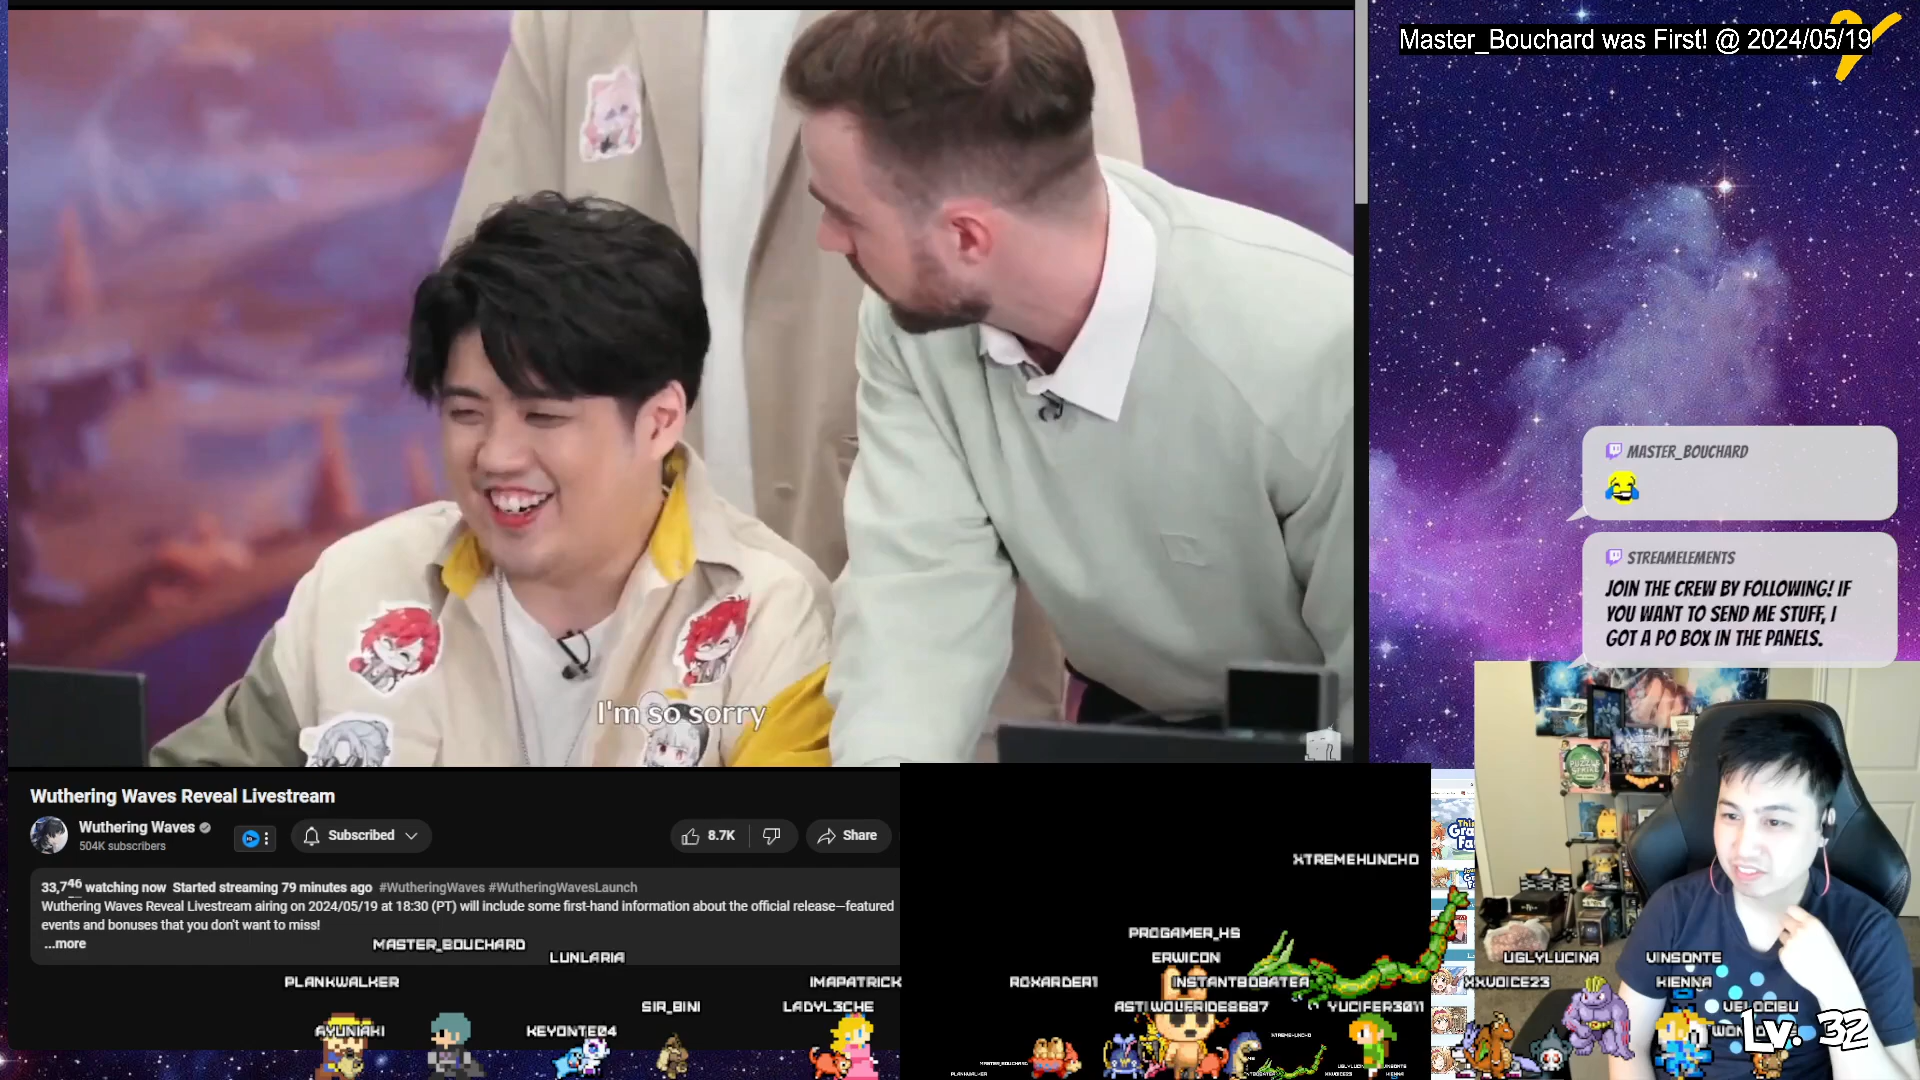 Master_Bouchard was First! @ 2024/05/19
MASTER_BOUCHARD
STREAMELEMENTS
JOIN THE CREW BY FOLLOWING! IF
YOU WANT TO SEND ME STUFF, I
GOT A PO BOX IN THE PANELS.
I'm so sorry
Wuthering Waves Reveal Livestream
Wuthering Waves
504K subscribers
Subscribed
8.7K
Share
33,746 watching now Started streaming 79 minutes ago #WutheringWaves #WutheringWavesLaunch
Wuthering Waves Reveal Livestream airing on 2024/05/19 at 18:30 (PT) will include some first-hand information about the official release—featured
events and bonuses that you don't want to miss!
...more
MASTER_BOUCHARD
LUNLARIA
PLANKWALKER
IMAPATRICK
SIR_BINI
LADYL3CHE
AYUNIAKI
KEYONTE04
XTREMEHUNCHO
PROGAMER_HS
ERWICON
ROXARDER1
INSTANTBOBATEA
ASTIWOLFRIDE8687
YUCIFER3011
UGLYLUCINA
VINSONTE
XXVOICE23
HIENNA
VELOCIBU
Lv. 32